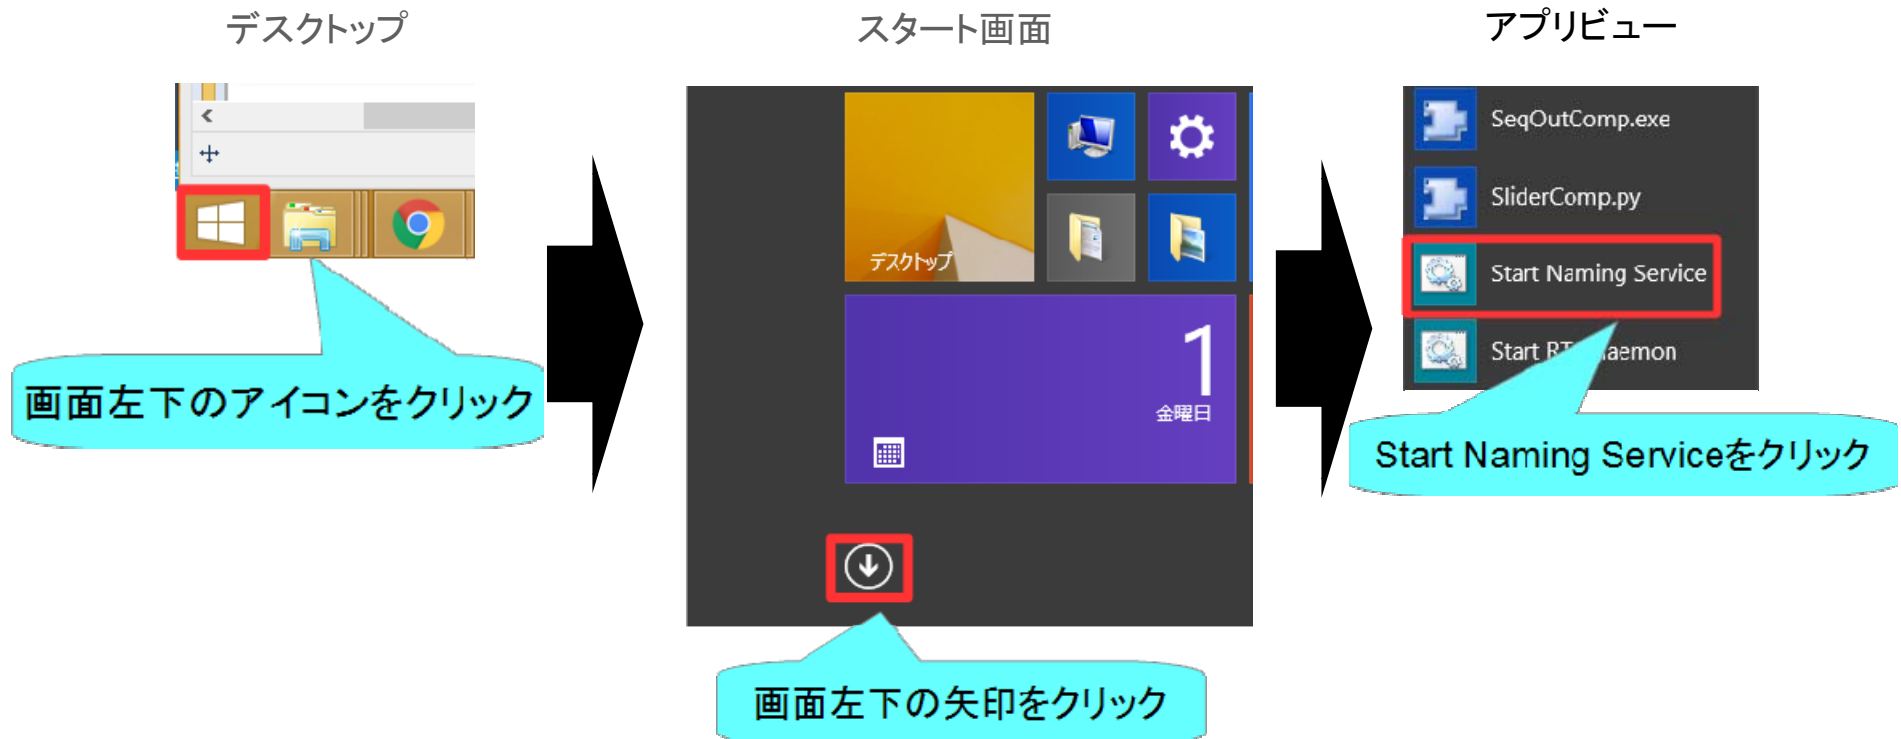 デスクトップ
スタート画面
アプリビュー
画面左下のアイコンをクリック
デスクトップ
1
金曜日
画面左下の矢印をクリック
SeqOutComp.exe
SliderComp.py
Start Naming Service
Start RT aemon
Start Naming Serviceをクリック